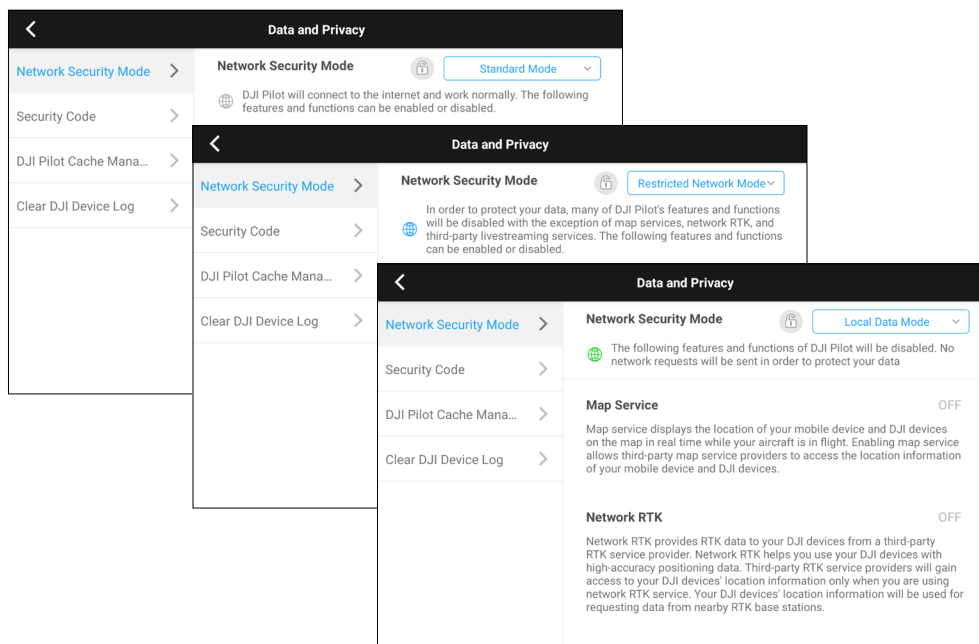 Data and Privacy
Network Security Mode
Security Code
DJI Pilot Cache Mana...
Clear DJI Device Log
Network Security Mode
Standard Mode
DJI Pilot will connect to the internet and work normally. The following
features and functions can be enabled or disabled.
Data and Privacy
Network Security Mode
Security Code
DJI Pilot Cache Mana...
Clear DJI Device Log
Network Security Mode
Restricted Network Mode
In order to protect your data, many of DJI Pilot's features and functions
will be disabled with the exception of map services, network RTK, and
third-party livestreaming services. The following features and functions
can be enabled or disabled.
Data and Privacy
Network Security Mode
Security Code
DJI Pilot Cache Mana...
Clear DJI Device Log
Network Security Mode
Local Data Mode
The following features and functions of DJI Pilot will be disabled. No
network requests will be sent in order to protect your data
Map Service
OFF
Map service displays the location of your mobile device and DJI devices
on the map in real time while your aircraft is in flight. Enabling map service
allows third-party map service providers to access the location information
of your mobile device and DJI devices.
Network RTK
OFF
Network RTK provides RTK data to your DJI devices from a third-party
RTK service provider. Network RTK helps you use your DJI devices with
high-accuracy positioning data. Third-party RTK service providers will gain
access to your DJI devices' location information only when you are using
network RTK service. Your DJI devices' location information will be used for
requesting data from nearby RTK base stations.